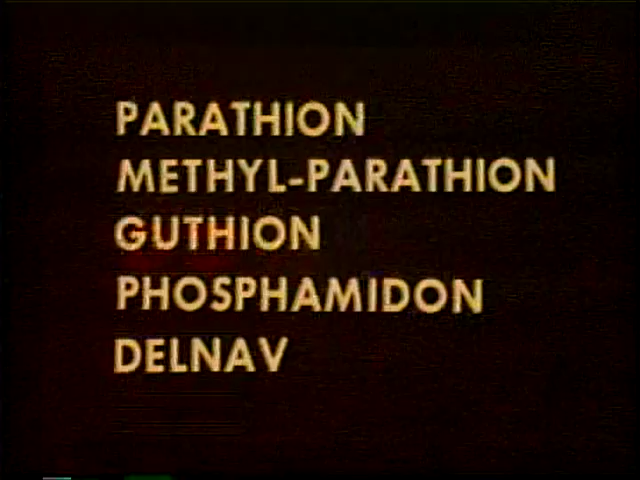 PARATHION
METHYL-PARATHION
GUTHION
PHOSPHAMIDON
DELNAV